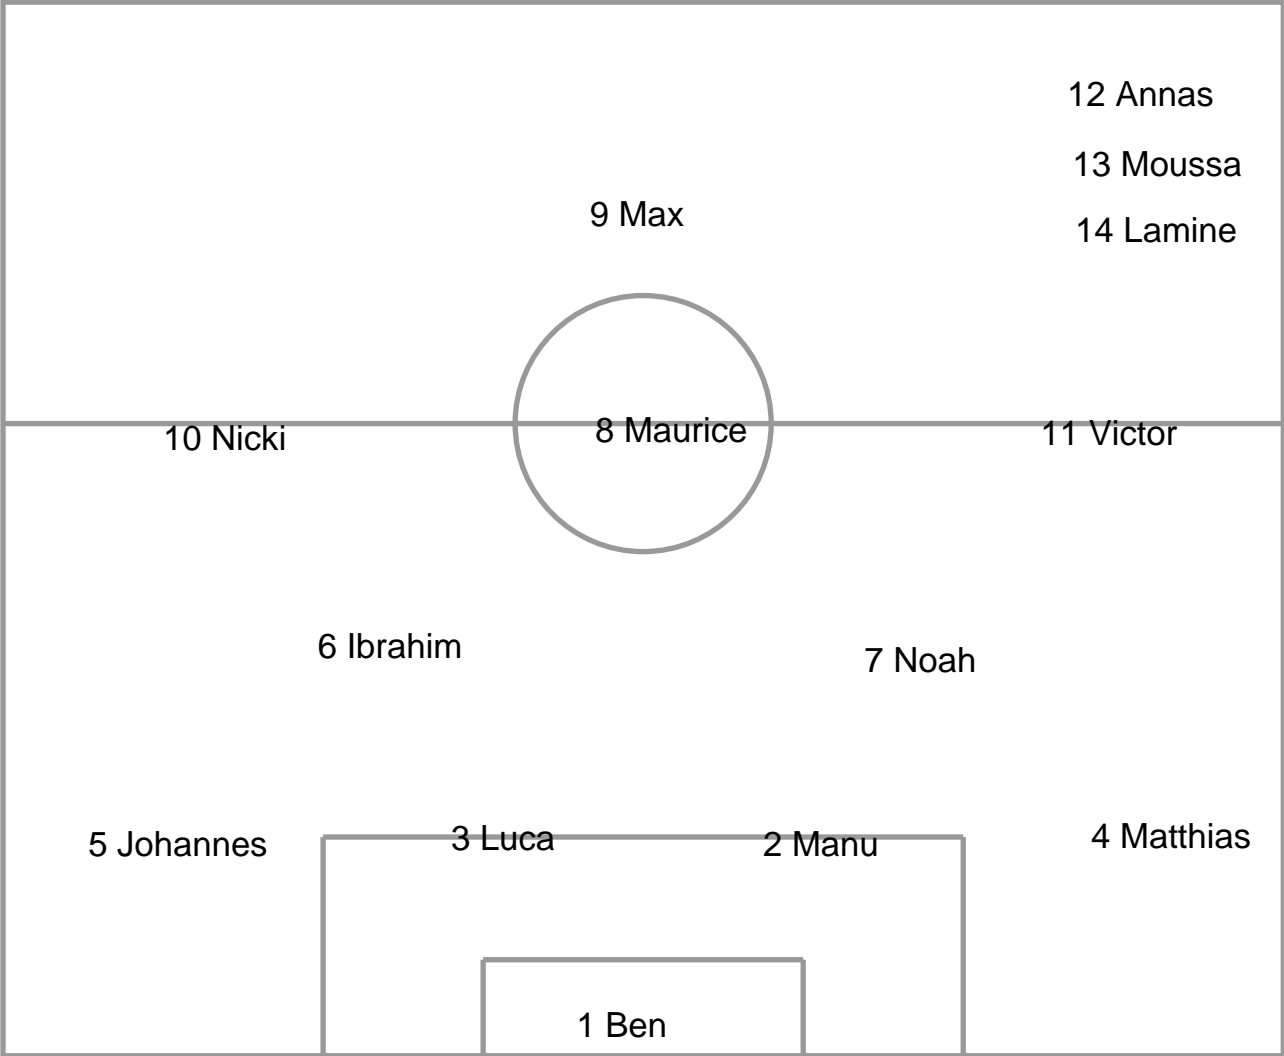 12 Annas
13 Moussa
9 Max
14 Lamine
10 Nicki
8 Maurice
11 Victor
6 Ibrahim
7 Noah
5 Johannes
3 Luca
2 Manu
4 Matthias
1 Ben